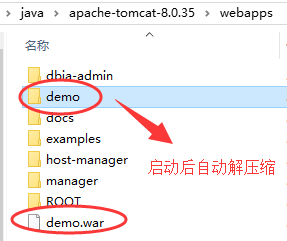 java › apache-tomcat-8.0.35 › webapps
名称
dbia-admin
demo
docs
examples
启动后自动解压缩
host-manager
manager
ROOT
demo.war